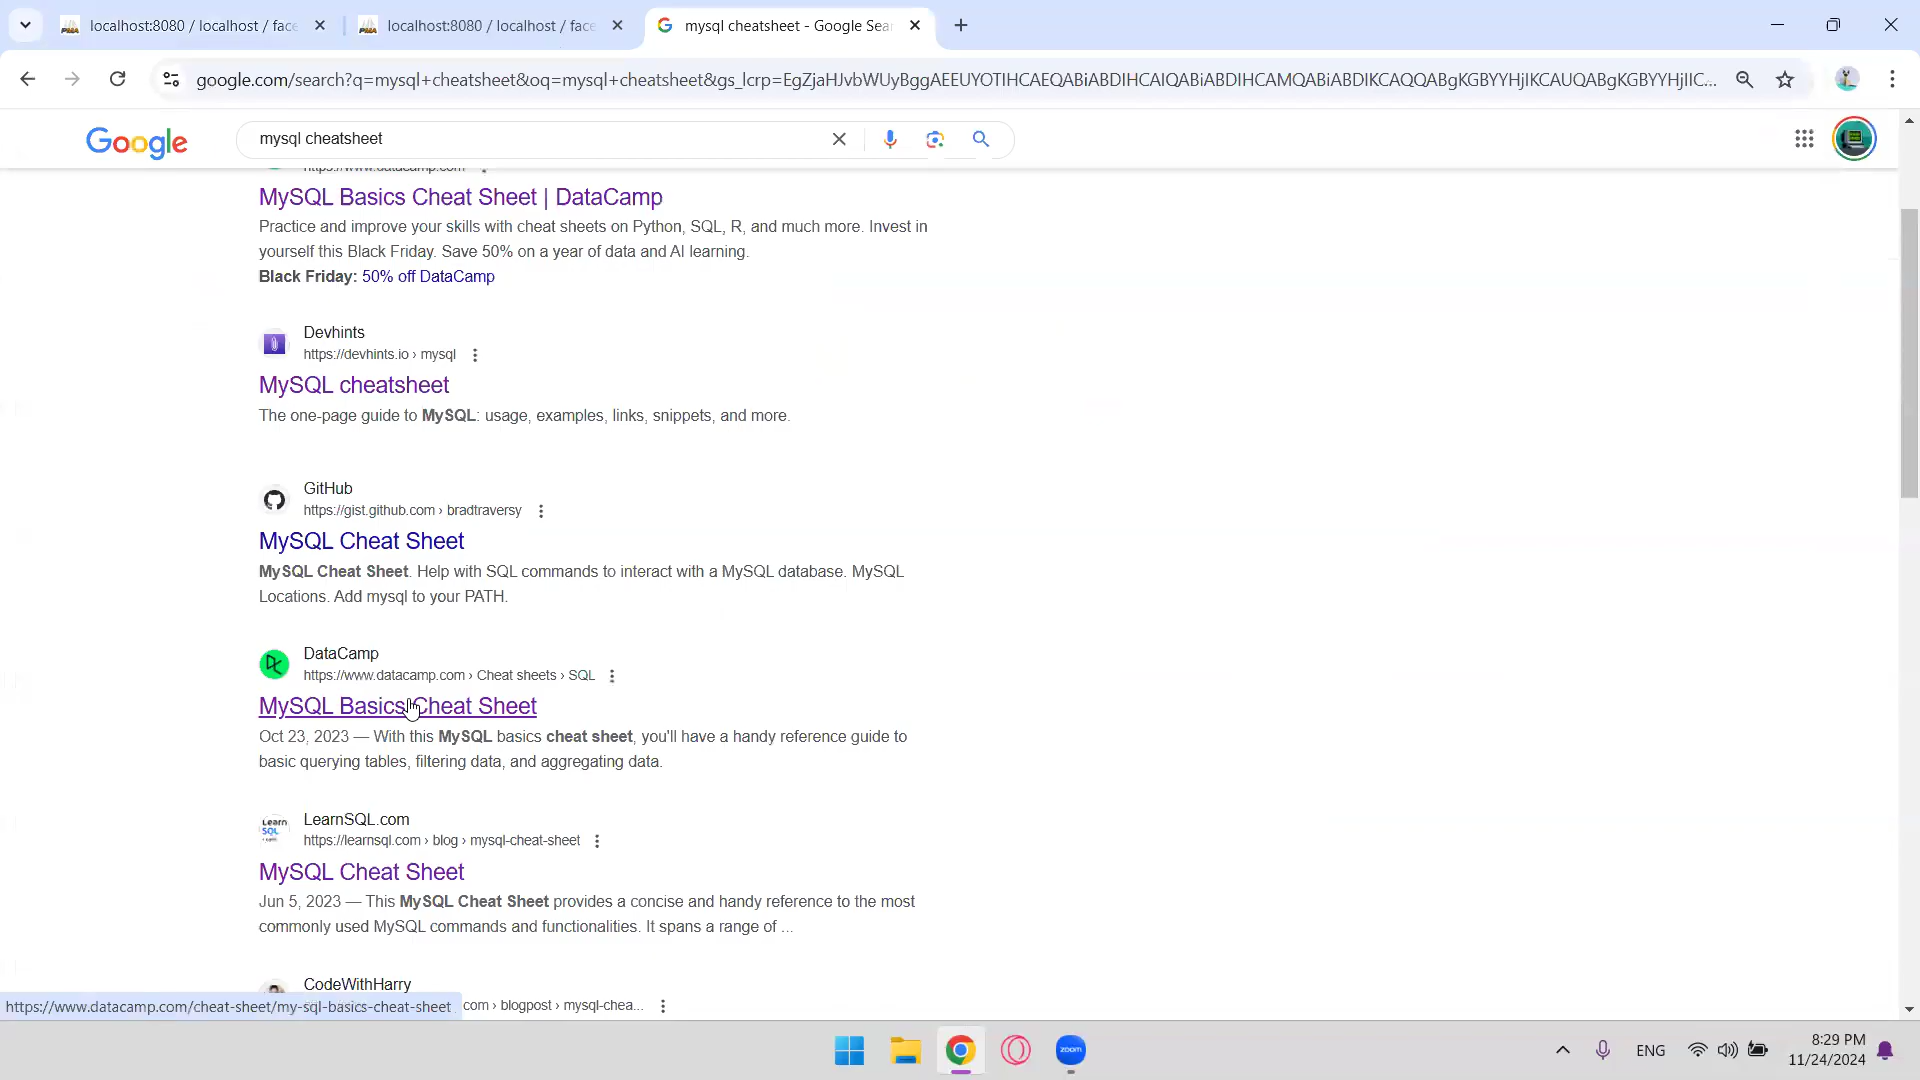 localhost:8080 / localhost / face
localhost:8080 / localhost / face
mysql cheatsheet - Google Sea
google.com/search?q=mysql+cheatsheet&oq=mysql+cheatsheet&gs_lcrp=EgZjaHJvbWUyBggAEEUYOTIHCAEQABiABDIHCAIQABiABDIHCAMQABiABDIKCAQQABgKGBYYHjIKCAUQABgKGBYYHjIIC...
Google
mysql cheatsheet
https://www.datacamp.com
MySQL Basics Cheat Sheet | DataCamp
Practice and improve your skills with cheat sheets on Python, SQL, R, and much more. Invest in
yourself this Black Friday. Save 50% on a year of data and AI learning.
Black Friday: 50% off DataCamp
Devhints
https://devhints.io › mysql
MySQL cheatsheet
The one-page guide to MySQL: usage, examples, links, snippets, and more.
GitHub
https://gist.github.com › bradtraversy
MySQL Cheat Sheet
MySQL Cheat Sheet. Help with SQL commands to interact with a MySQL database. MySQL
Locations. Add mysql to your PATH.
DataCamp
https://www.datacamp.com › Cheat sheets › SQL
MySQL Basics Cheat Sheet
Oct 23, 2023 — With this MySQL basics cheat sheet, you'll have a handy reference guide to
basic querying tables, filtering data, and aggregating data.
Learn
SQL
.com
LearnSQL.com
https://learnsql.com › blog › mysql-cheat-sheet
MySQL Cheat Sheet
Jun 5, 2023 — This MySQL Cheat Sheet provides a concise and handy reference to the most
commonly used MySQL commands and functionalities. It spans a range of ...
CodeWithHarry
https://www.datacamp.com/cheat-sheet/my-sql-basics-cheat-sheet
com › blogpost › mysql-chea...
zoom
ENG
8:29 PM
11/24/2024